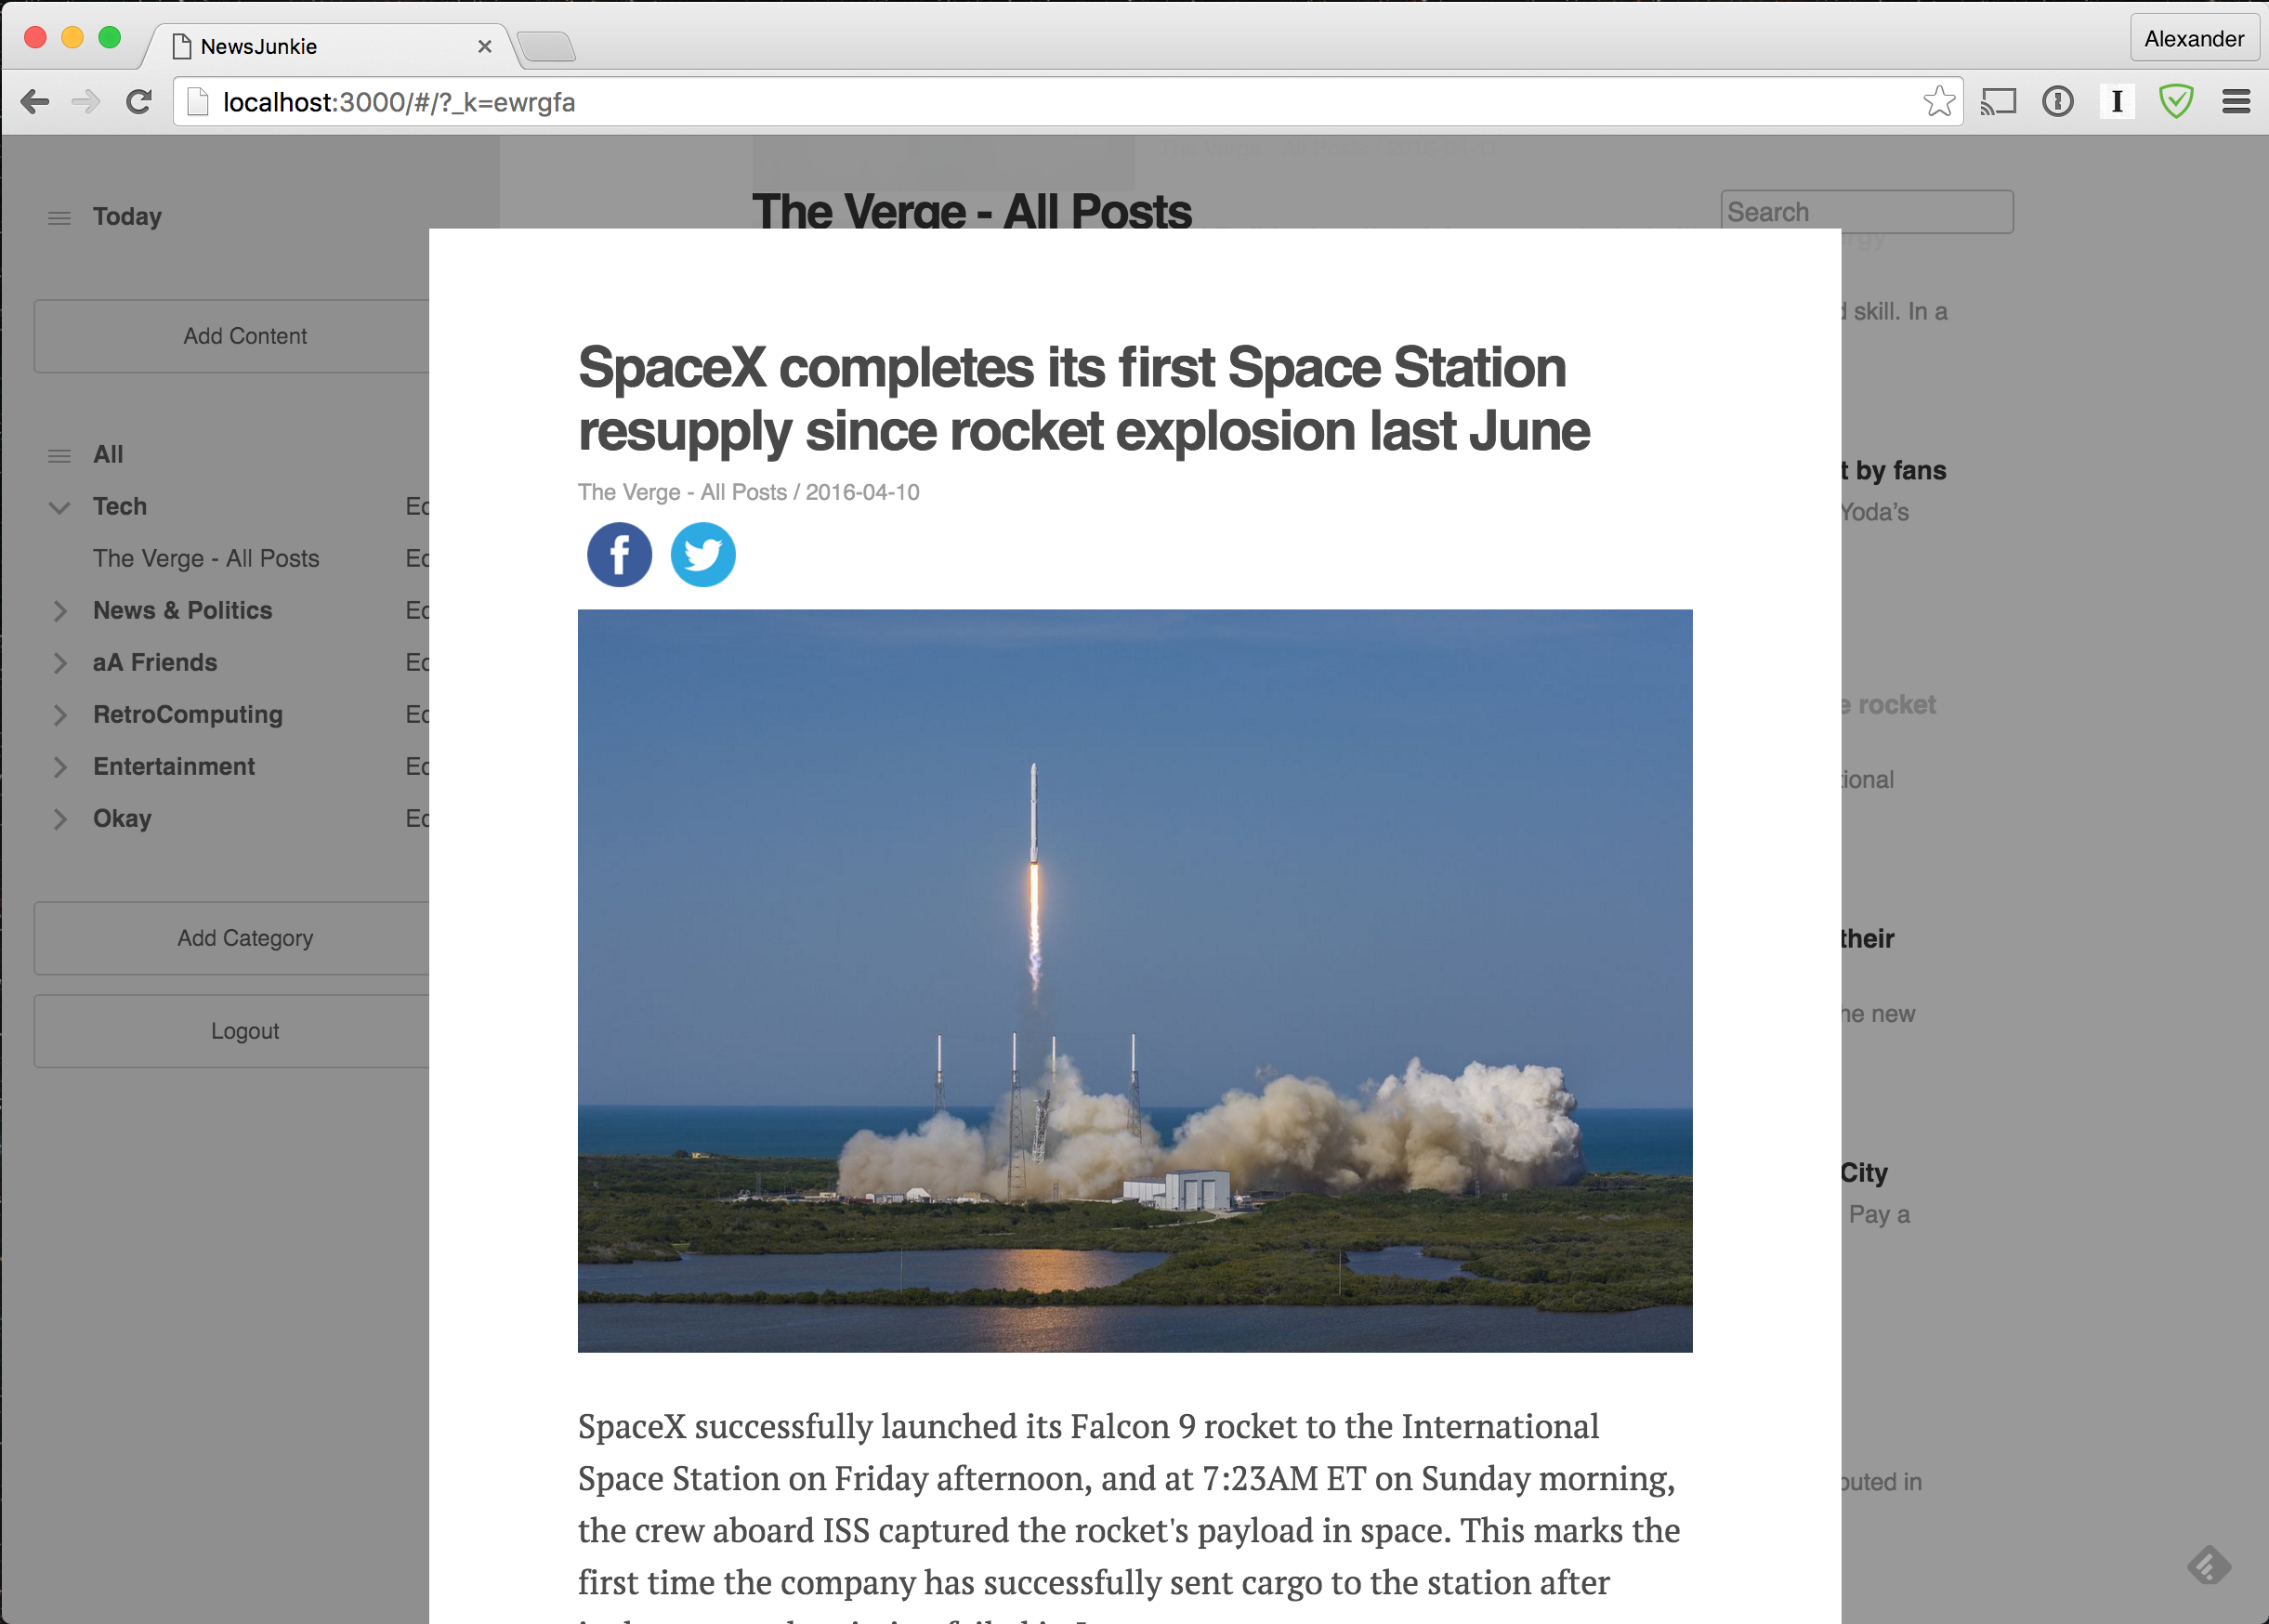 NewsJunkie
Alexander
localhost:3000/#/?_k=ewrgfa
Today
Add Content
All
Tech
Ed
The Verge - All Posts
Ed
News & Politics
Ed
aA Friends
Ed
RetroComputing
Ed
Entertainment
Ed
Okay
Ed
Add Category
Logout
The Verge - All Posts
Search
SpaceX completes its first Space Station
resupply since rocket explosion last June
The Verge - All Posts / 2016-04-10
SpaceX successfully launched its Falcon 9 rocket to the International
Space Station on Friday afternoon, and at 7:23AM ET on Sunday morning,
the crew aboard ISS captured the rocket's payload in space. This marks the
first time the company has successfully sent cargo to the station after
skill. In a
t by fans
Yoda's
rocket
their
new
City
Pay a
in